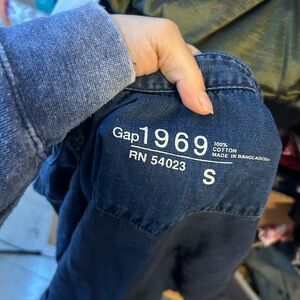 Gap1969
100%
COTTON
MADE IN BANGLADESH
RN 54023
S